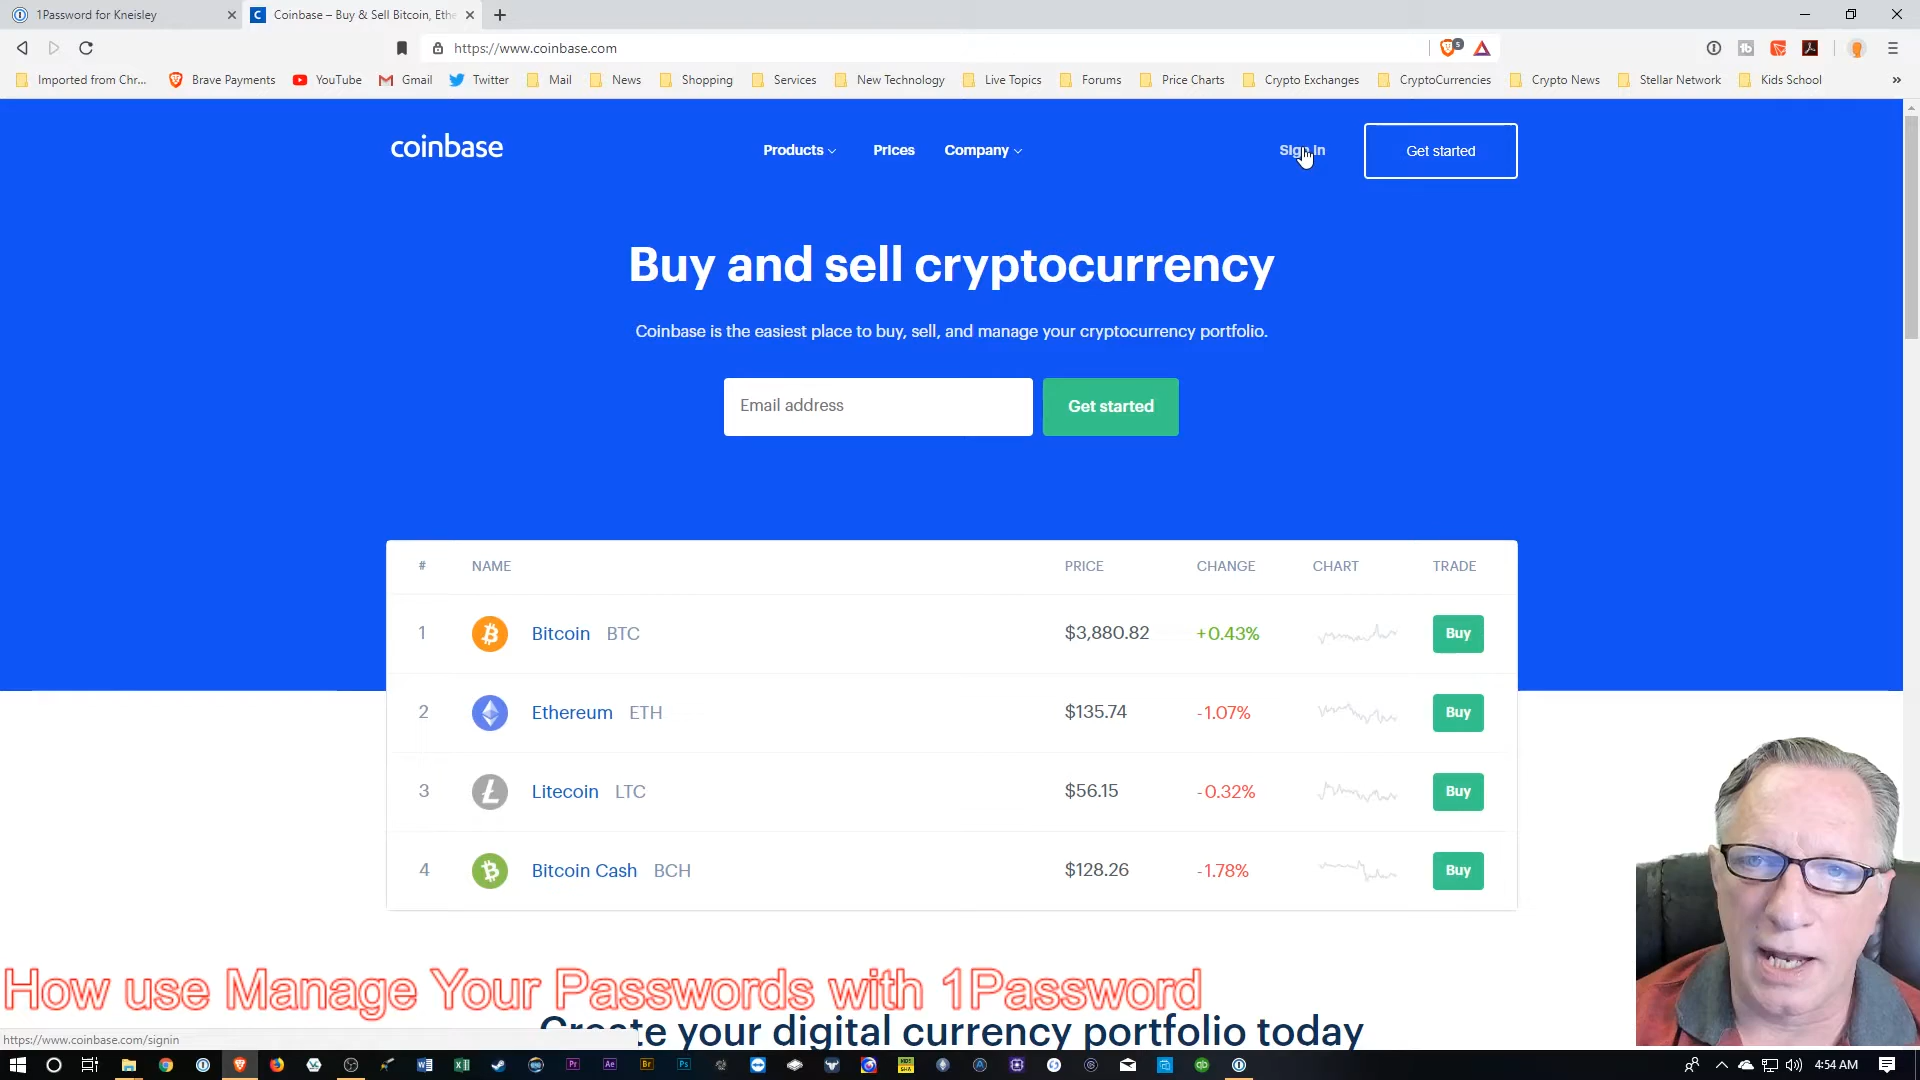 1Password for Kneisley
Coinbase – Buy & Sell Bitcoin, Ethe
https://www.coinbase.com
5
Imported from Chr...
Brave Payments
YouTube
Gmail
Twitter
Mail
News
Shopping
Services
New Technology
Live Topics
Forums
Price Charts
Crypto Exchanges
CryptoCurrencies
Crypto News
Stellar Network
Kids School
»
coinbase
Products
Prices
Company
Sign in
Get started
Buy and sell cryptocurrency
Coinbase is the easiest place to buy, sell, and manage your cryptocurrency portfolio.
Email address
Get started
# NAME PRICE CHANGE CHART TRADE
1 Bitcoin BTC $3,880.82 +0.43% Buy
2 Ethereum ETH $135.74 -1.07% Buy
3 Litecoin LTC $56.15 -0.32% Buy
4 Bitcoin Cash BCH $128.26 -1.78% Buy
How use Manage Your Passwords with 1Password
Create your digital currency portfolio today
https://www.coinbase.com/signin
4:54 AM